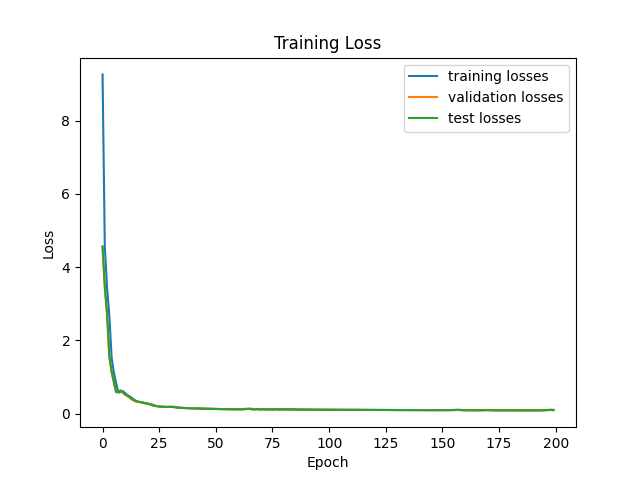 Training Loss
training losses
validation losses
test losses
Loss
8
6
4
2
0
0 25 50 75 100 125 150 175 200
Epoch